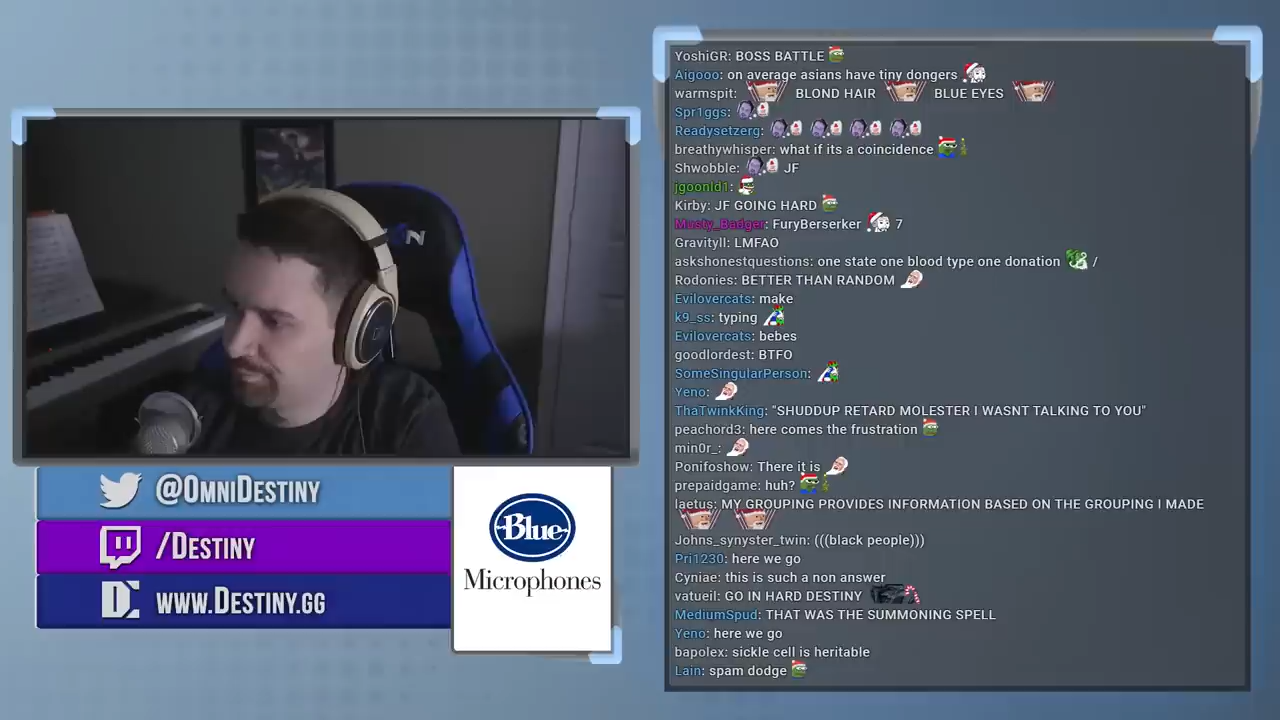 YoshiGR: BOSS BATTLE
Aigooo: on average asians have tiny dongers
warmspit: BLOND HAIR BLUE EYES
Spr1ggs:
Readysetzerg:
breathywhisper: what if its a coincidence
Shwobble: JF
jgoonld1:
Kirby: JF GOING HARD
Musty_Badger: FuryBerserker 7
Gravityll: LMFAO
askshonestquestions: one state one blood type one donation /
Rodonies: BETTER THAN RANDOM
Evilovercats: make
k9_ss: typing
Evilovercats: bebes
goodlordest: BTFO
SomeSingularPerson:
Yeno:
ThaTwinkKing: "SHUDDUP RETARD MOLESTER I WASNT TALKING TO YOU"
peachord3: here comes the frustration
min0r_:
Ponifoshow: There it is
prepaidgame: huh?
laetus: MY GROUPING PROVIDES INFORMATION BASED ON THE GROUPING I MADE
Johns_synyster_twin: (((black people)))
Pri1230: here we go
Cyniae: this is such a non answer
vatueil: GO IN HARD DESTINY
MediumSpud: THAT WAS THE SUMMONING SPELL
Yeno: here we go
bapolex: sickle cell is heritable
Lain: spam dodge
@OmniDestiny
/Destiny
www.Destiny.gg
Blue
Microphones